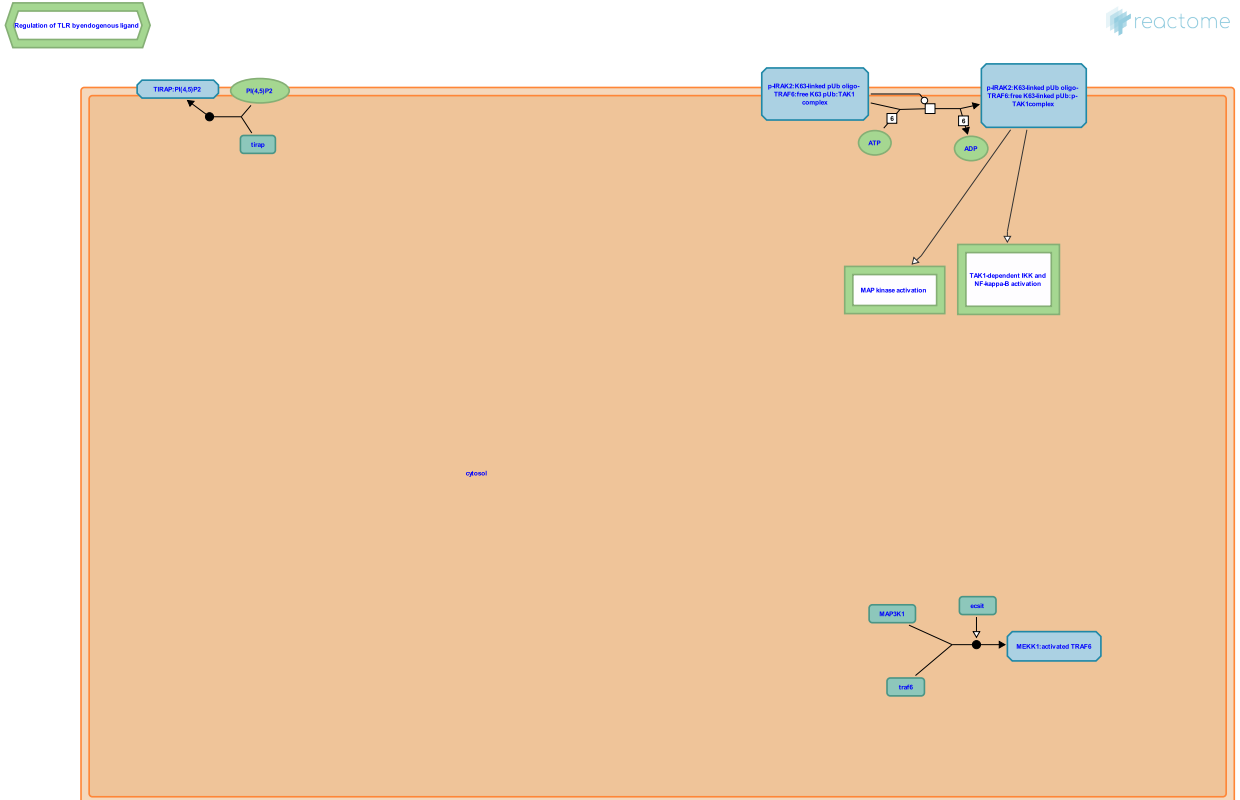 Regulation of TLR byendogenous ligand
reactome
TIRAP:PI(4,5)P2
PI(4,5)P2
tirap
p-IRAK2:K63-linked pUb oligo-
TRAF6:free K63 pUb:TAK1
complex
p-IRAK2:K63-linked pUb oligo-
TRAF6:free K63-linked pUb:p-
TAK1complex
6
6
ATP
ADP
MAP kinase activation
TAK1-dependent IKK and
NF-kappa-B activation
cytosol
MAP3K1
ecsit
MEKK1:activated TRAF6
traf6